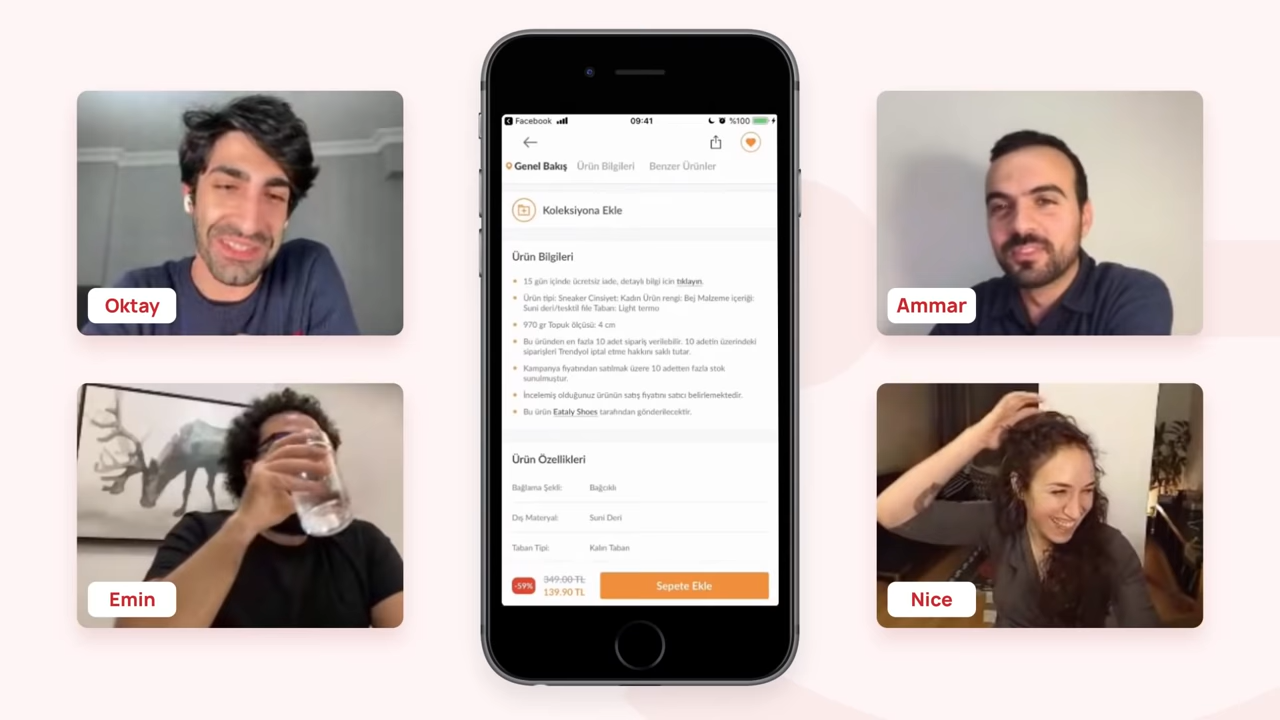 Oktay
Emin
Facebook
09:41
%100
Genel Bakış Ürün Bilgileri Benzer Ürünler
Koleksiyona Ekle
Ürün Bilgileri
15 gün içinde ücretsiz iade, detaylı bilgi için tıklayın.
Ürün tipi: Sneaker Cinsiyet: Kadın Ürün rengi: Bej Malzeme içeriği:
Suni deri/tesktil file Taban: Light termo
970 gr Topuk ölçüsü: 4 cm
Bu üründen en fazla 10 adet sipariş verilebilir. 10 adetin üzerindeki
siparişleri Trendyol iptal etme hakkını saklı tutar.
Kampanya fiyatından satılmak üzere 10 adetten fazla stok
sunulmuştur.
İncelemiş olduğunuz ürünün satış fiyatını satıcı belirlemektedir.
Bu ürün Eataly Shoes tarafından gönderilecektir.
Ürün Özellikleri
Bağlama Şekli: Bağcıklı
Dış Materyal: Suni Deri
Taban Tipi: Kalın Taban
-59%
349.00 TL
139.90 TL
Sepete Ekle
Ammar
Nice